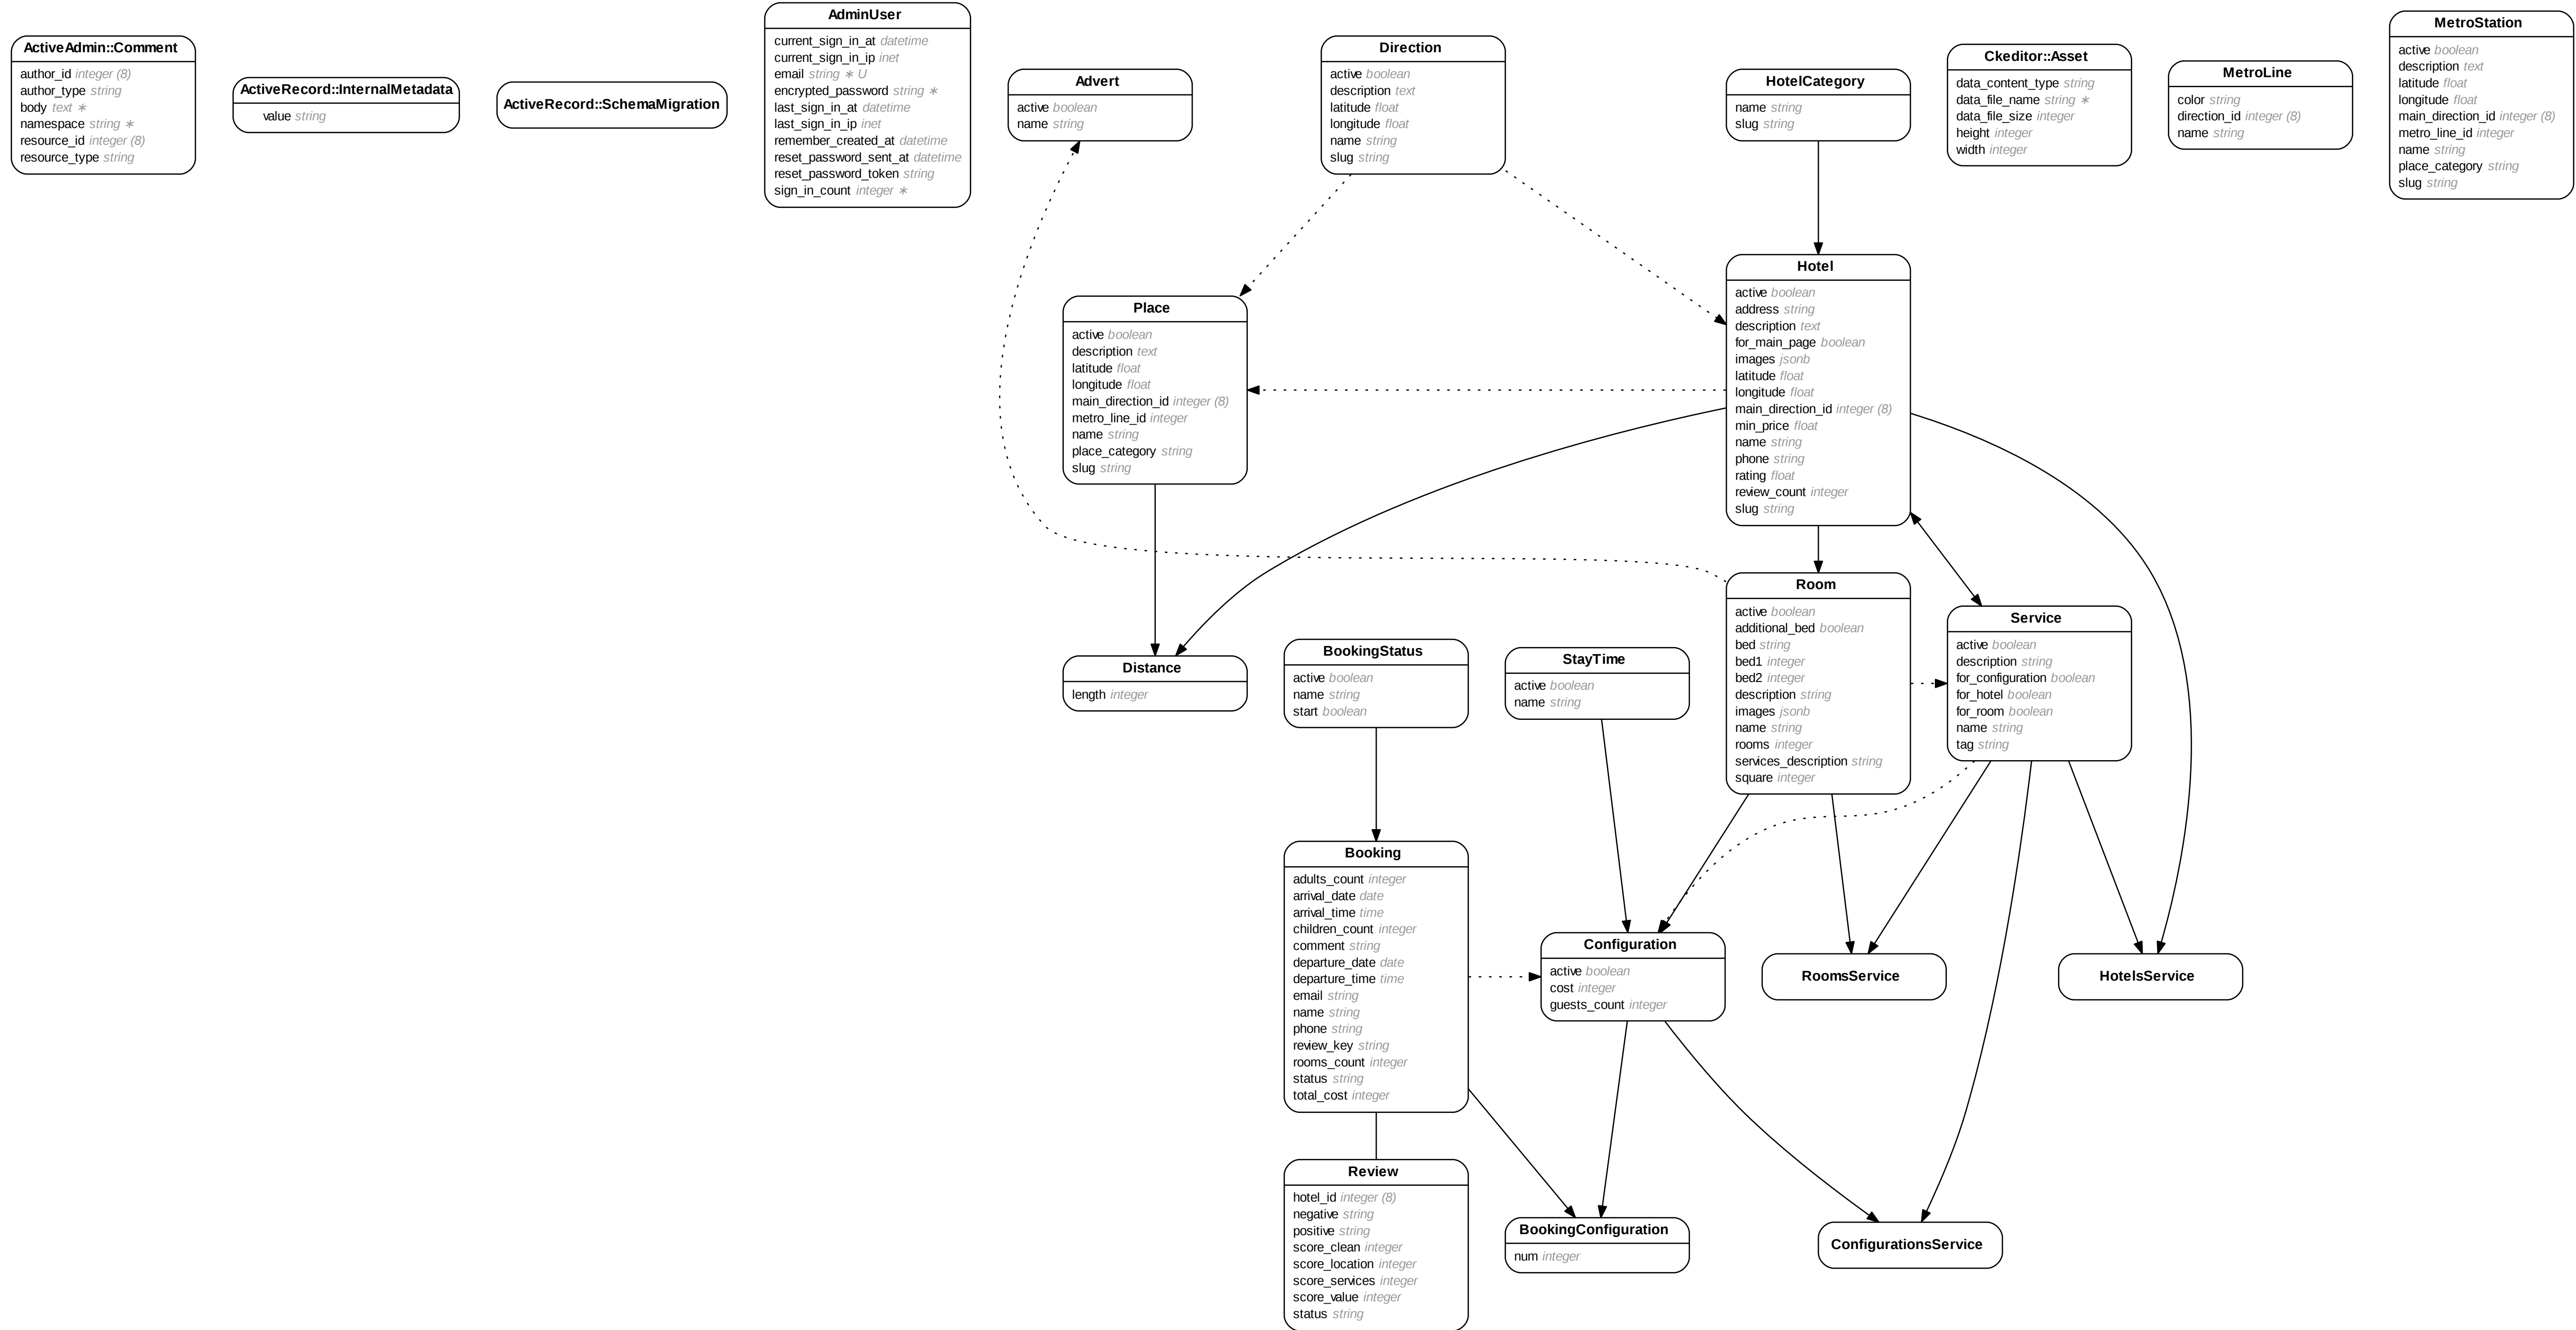 ActiveAdmin::Comment
author_id integer (8)
author_type string
body text ∗
namespace string ∗
resource_id integer (8)
resource_type string
ActiveRecord::InternalMetadata
value string
ActiveRecord::SchemaMigration
AdminUser
current_sign_in_at datetime
current_sign_in_ip inet
email string ∗ U
encrypted_password string ∗
last_sign_in_at datetime
last_sign_in_ip inet
remember_created_at datetime
reset_password_sent_at datetime
reset_password_token string
sign_in_count integer ∗
Advert
active boolean
name string
Direction
active boolean
description text
latitude float
longitude float
name string
slug string
HotelCategory
name string
slug string
Ckeditor::Asset
data_content_type string
data_file_name string ∗
data_file_size integer
height integer
width integer
MetroLine
color string
direction_id integer (8)
name string
MetroStation
active boolean
description text
latitude float
longitude float
main_direction_id integer (8)
metro_line_id integer
name string
place_category string
slug string
Place
active boolean
description text
latitude float
longitude float
main_direction_id integer (8)
metro_line_id integer
name string
place_category string
slug string
Hotel
active boolean
address string
description text
for_main_page boolean
images jsonb
latitude float
longitude float
main_direction_id integer (8)
min_price float
name string
phone string
rating float
review_count integer
slug string
Distance
length integer
BookingStatus
active boolean
name string
start boolean
StayTime
active boolean
name string
Room
active boolean
additional_bed boolean
bed string
bed1 integer
bed2 integer
description string
images jsonb
name string
rooms integer
services_description string
square integer
Service
active boolean
description string
for_configuration boolean
for_hotel boolean
for_room boolean
name string
tag string
Booking
adults_count integer
arrival_date date
arrival_time time
children_count integer
comment string
departure_date date
departure_time time
email string
name string
phone string
review_key string
rooms_count integer
status string
total_cost integer
Configuration
active boolean
cost integer
guests_count integer
RoomsService
HotelsService
Review
hotel_id integer (8)
negative string
positive string
score_clean integer
score_location integer
score_services integer
score_value integer
status string
BookingConfiguration
num integer
ConfigurationsService